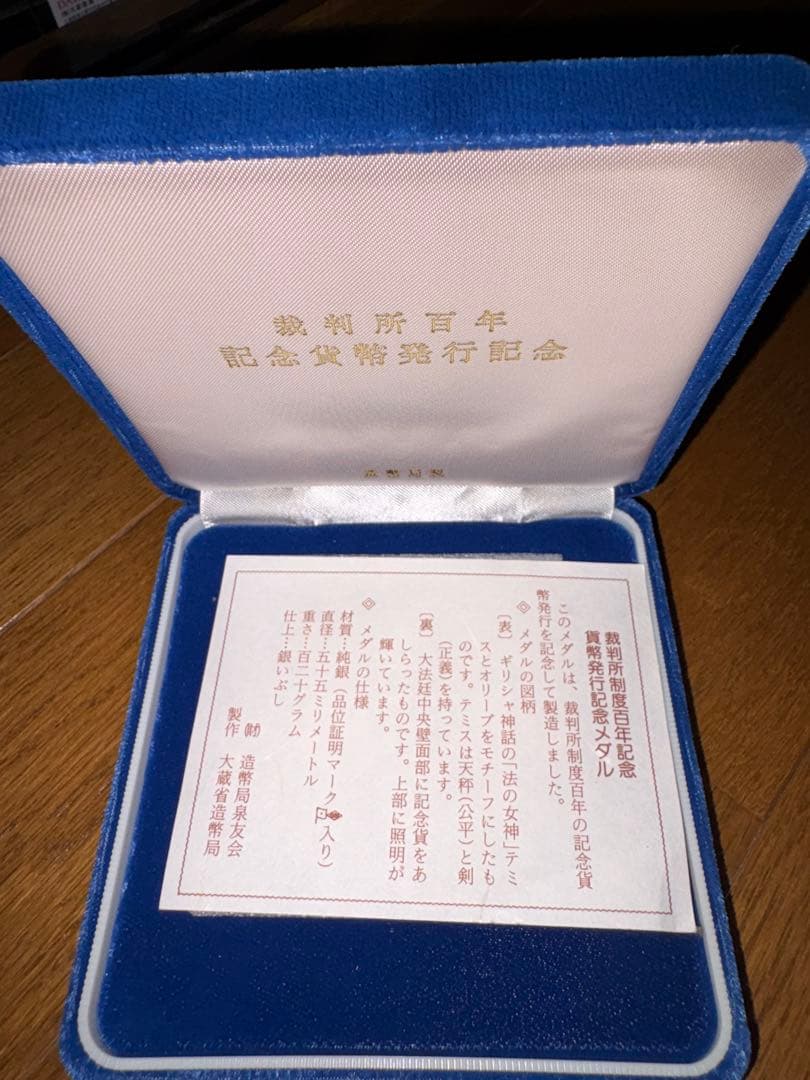 裁判所百年
記念貨幣発行記念
造幣局製
裁判所制度百年記念
貨幣発行記念メダル
このメダルは、裁判所制度百年の記念貨
幣発行を記念して製造しました。
◇ メダルの図柄
〔表〕 ギリシャ神話の「法の女神」テミ
スとオリーブをモチーフにしたも
のです。テミスは天秤(公平)と剣
(正義)を持っています。
〔裏〕 大法廷中央壁面部に記念貨をあ
しらったものです。上部に照明が
輝いています。
◇ メダルの仕様
材質…純銀(品位証明マーク入り)
直径…五十五ミリメートル
重さ…百二十グラム
仕上…銀いぶし
㈶ 造幣局泉友会
製作 大蔵省造幣局